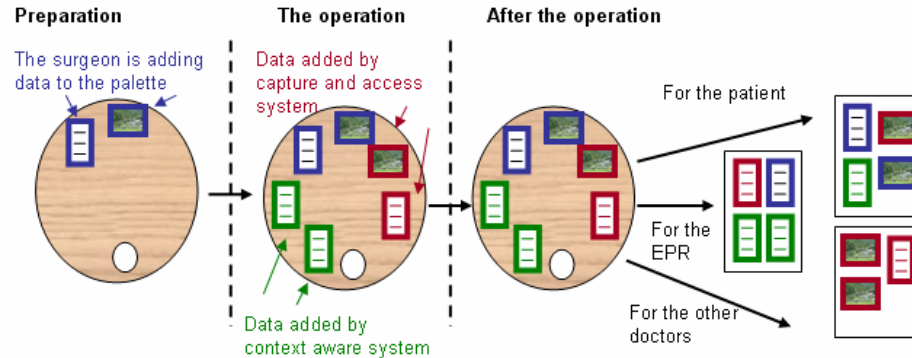 Preparation
The operation
After the operation
The surgeon is adding
data to the palette
Data added by
capture and access
system
Data added by
context aware system
For the patient
For the
EPR
For the other
doctors